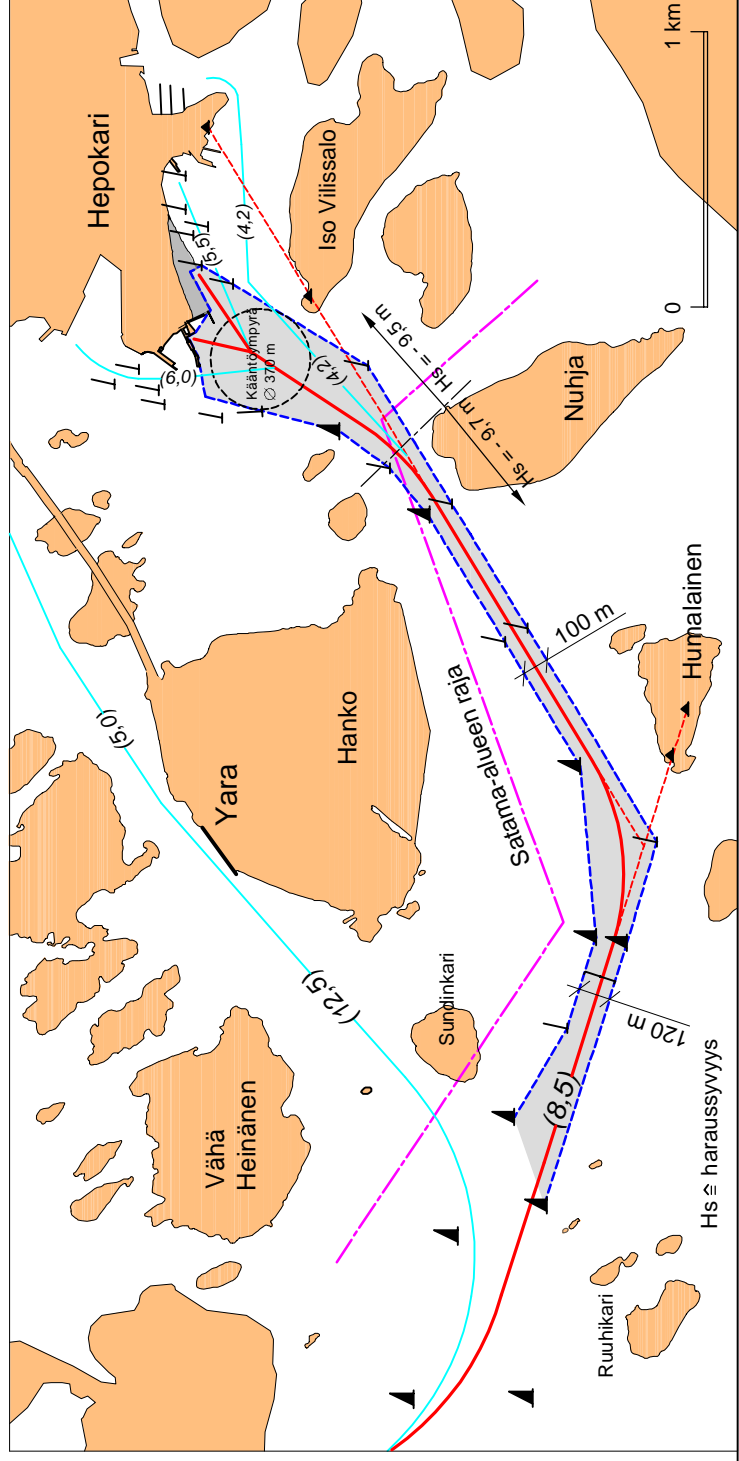 Hepokari
(5,5)
(4,2)
Iso Vilissalo
(6,0)
Kääntöympyrä
∅ 370 m
(4,2)
1 km
0
Hs = - 9,7 m
Hs = - 9,5 m
Nuhja
(5,0)
Yara
Hanko
Satama-alueen raja
100 m
Humalainen
(12,5)
Sundinkari
120 m
Vähä
Heinänen
(8,5)
Hs ≙ haraussyvyys
Ruuhikari